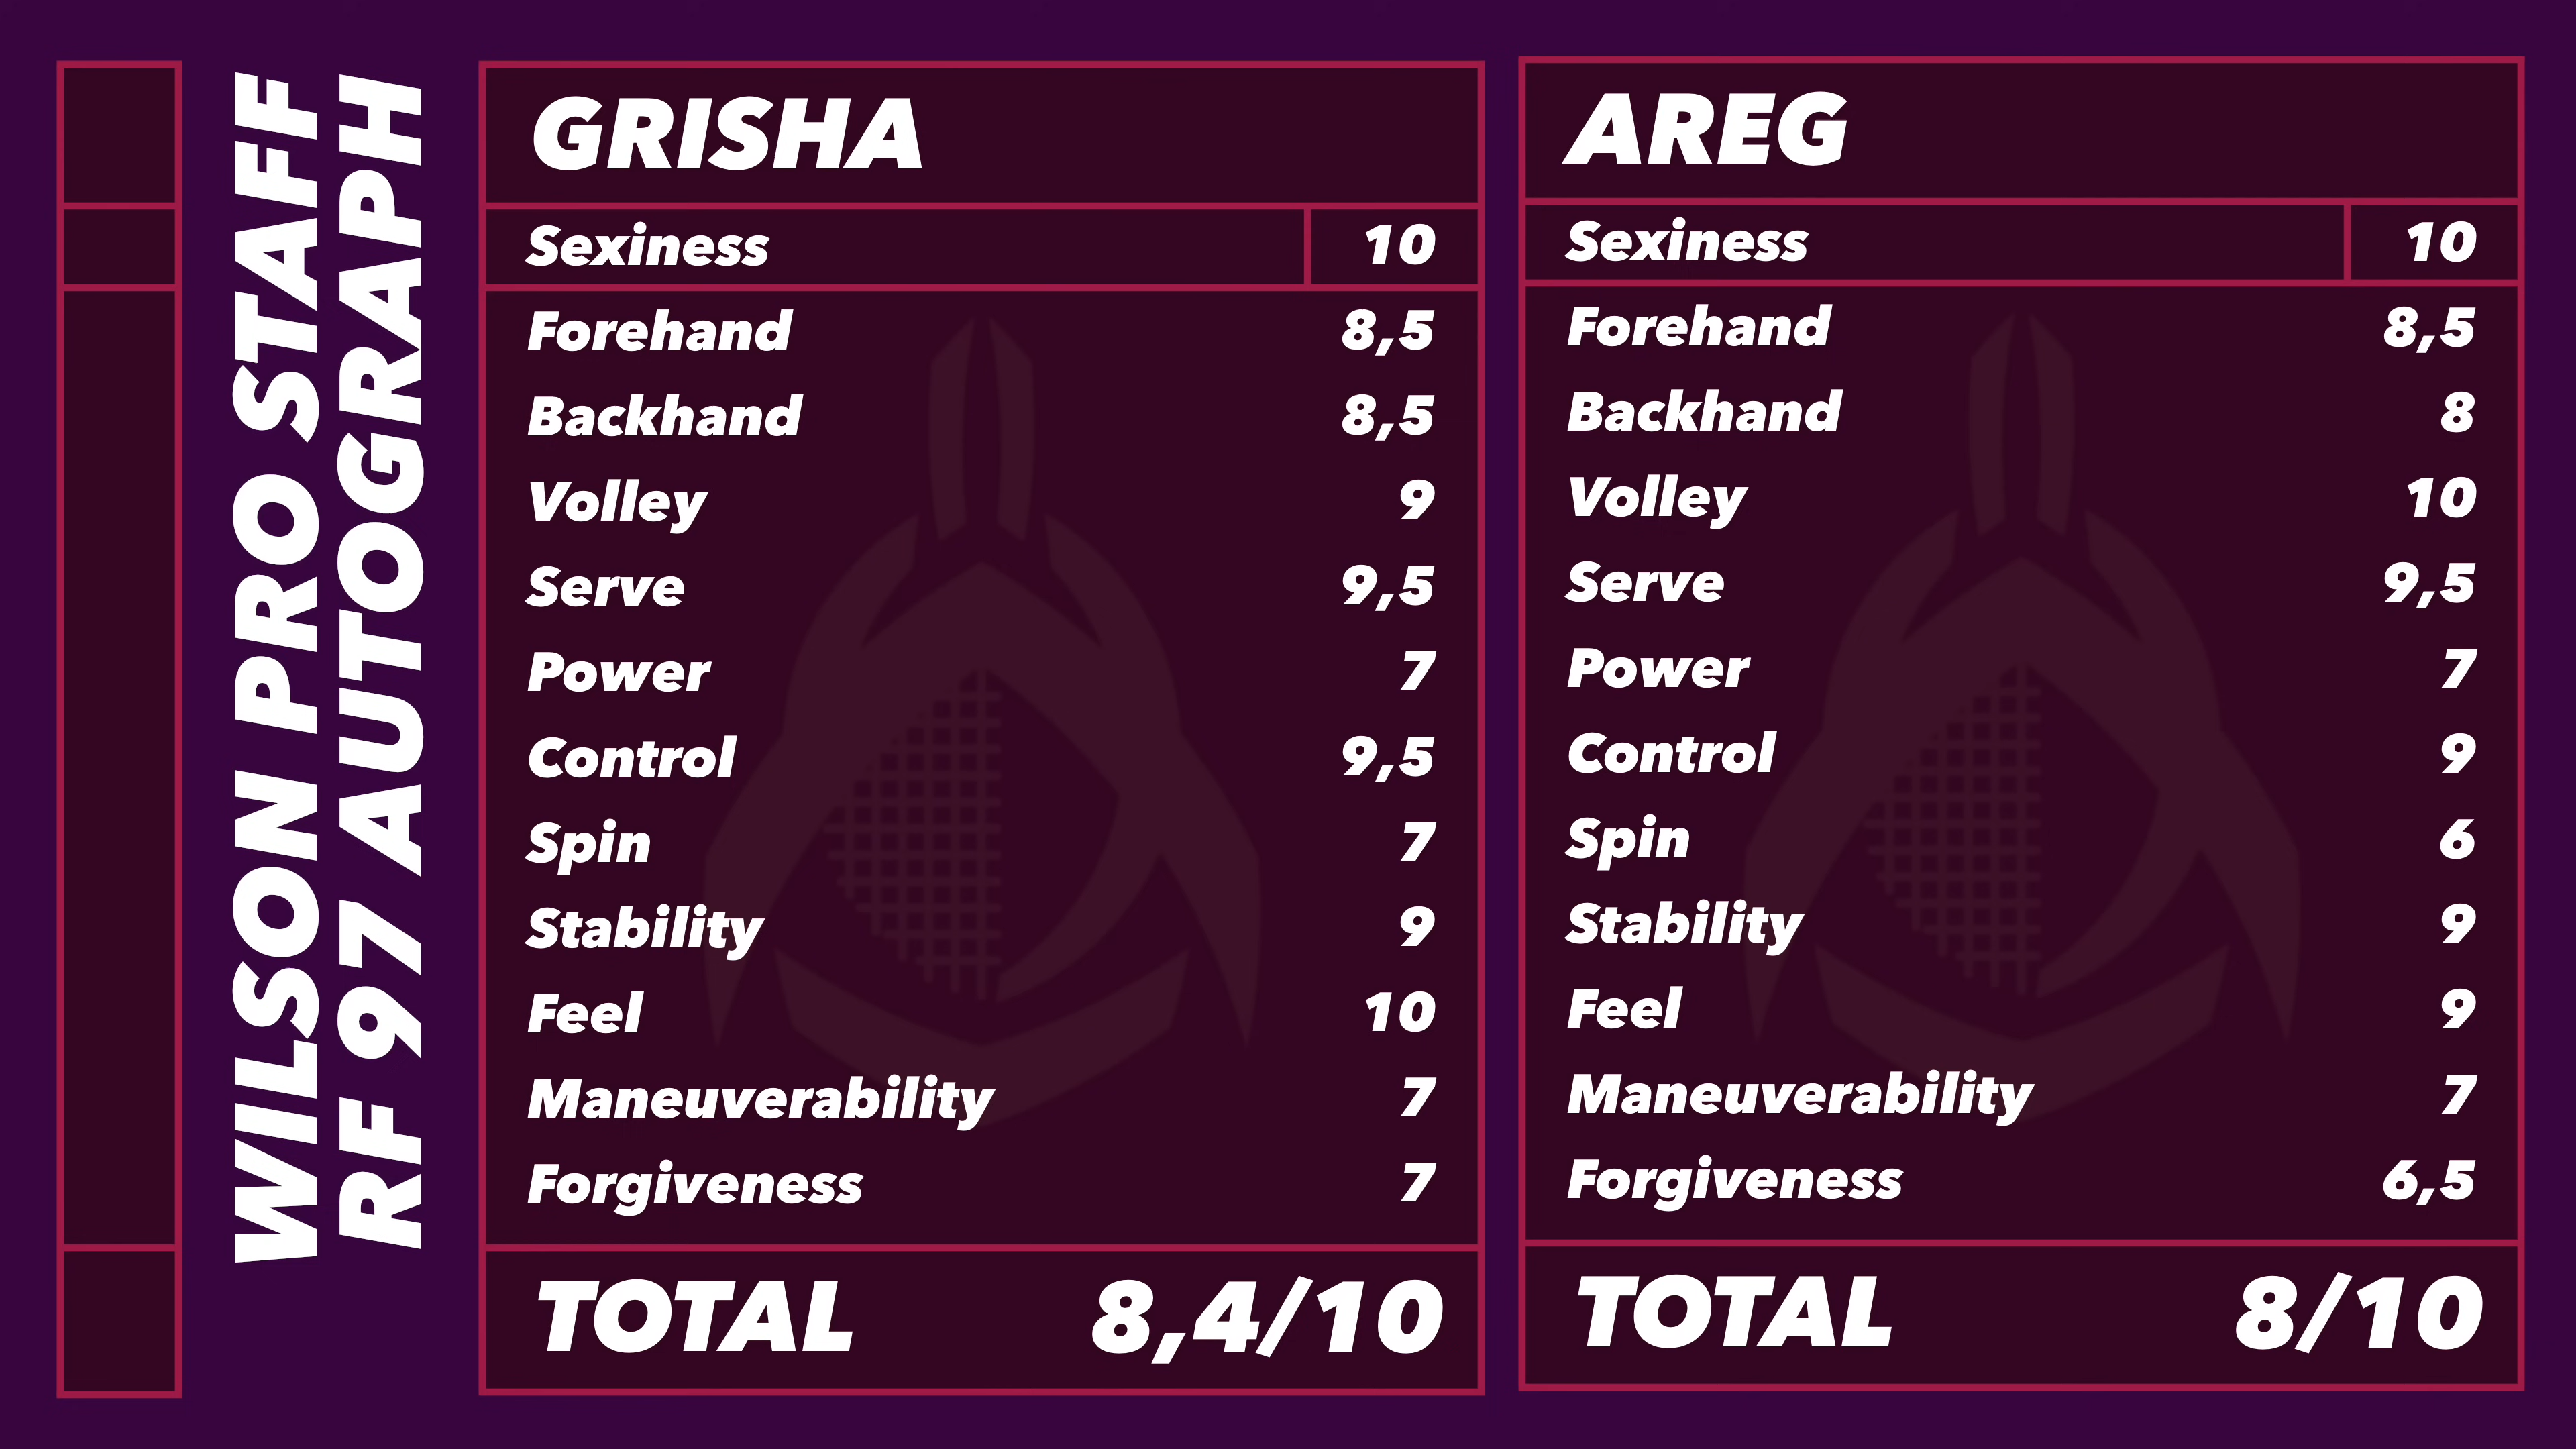 WILSON PRO STAFF
RF 97 AUTOGRAPH
GRISHA
Sexiness 10
Forehand 8,5
Backhand 8,5
Volley 9
Serve 9,5
Power 7
Control 9,5
Spin 7
Stability 9
Feel 10
Maneuverability 7
Forgiveness 7
TOTAL 8,4/10
AREG
Sexiness 10
Forehand 8,5
Backhand 8
Volley 10
Serve 9,5
Power 7
Control 9
Spin 6
Stability 9
Feel 9
Maneuverability 7
Forgiveness 6,5
TOTAL 8/10